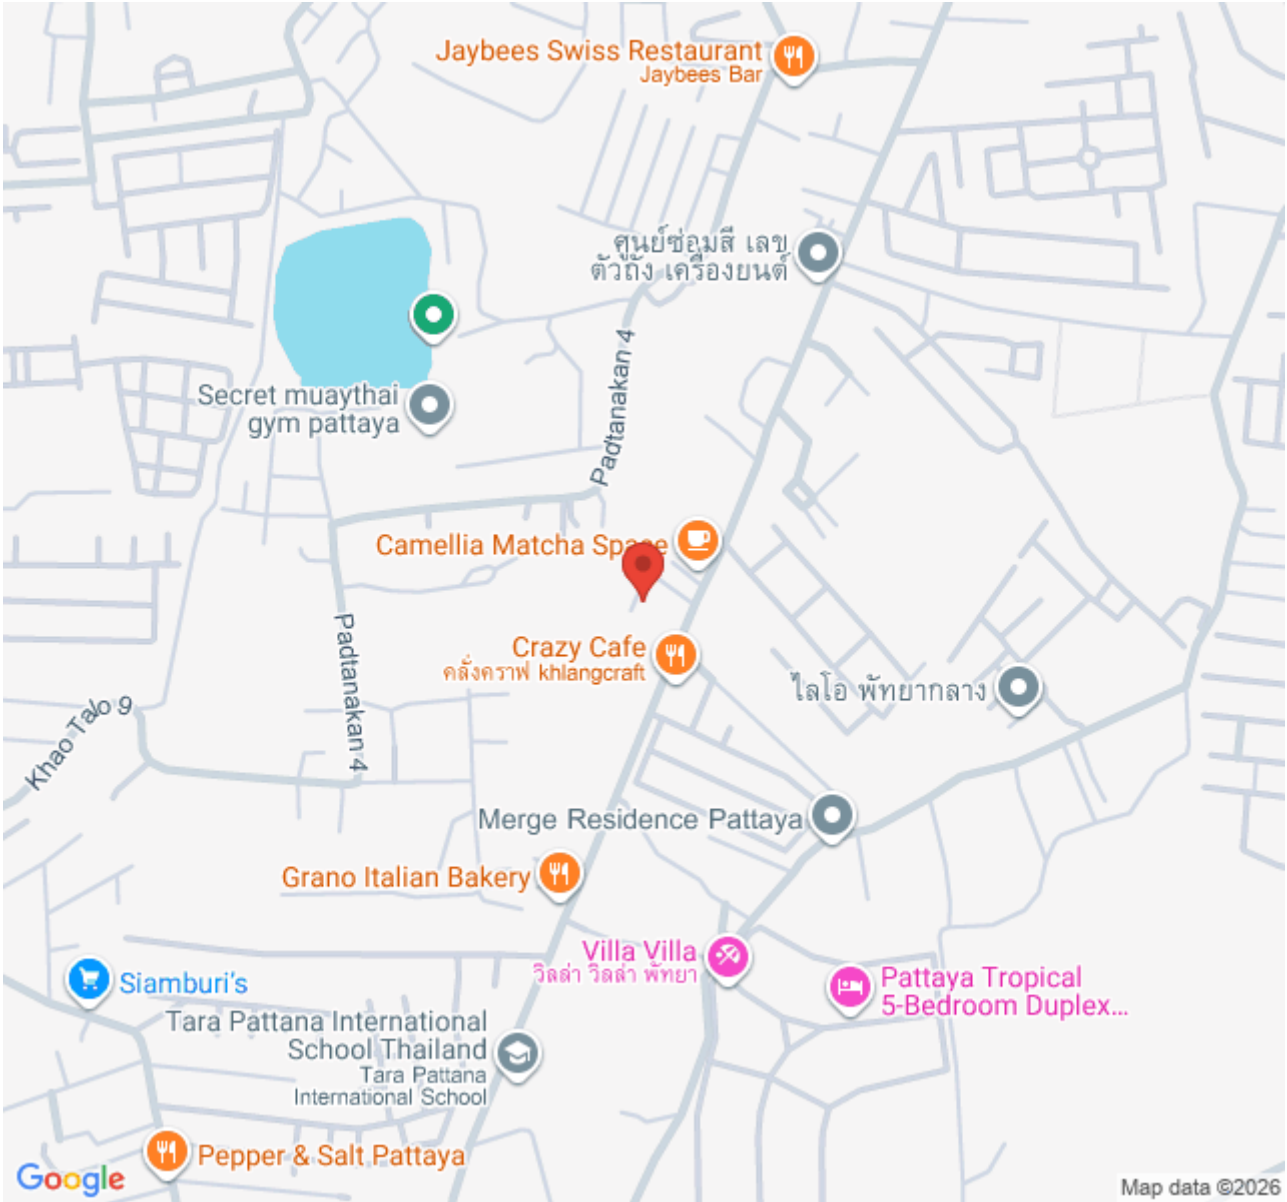 Jaybees Swiss Restaurant
Jaybees Bar
ศูนย์ซ่อมสี เลข
ตัวถัง เครื่องยนต์
Padtanakan 4
Secret muaythai
gym pattaya
Camellia Matcha Space
Crazy Cafe
คลั่งคราฟ khlangcraft
Padtanakan 4
ไลโอ พัทยากลาง
Khao Talo 9
Merge Residence Pattaya
Grano Italian Bakery
Villa Villa
วิลล่า วิลล่า พัทยา
Pattaya Tropical
5-Bedroom Duplex...
Siamburi's
Tara Pattana International
School Thailand
Tara Pattana
International School
Pepper & Salt Pattaya
Google
Map data ©2026